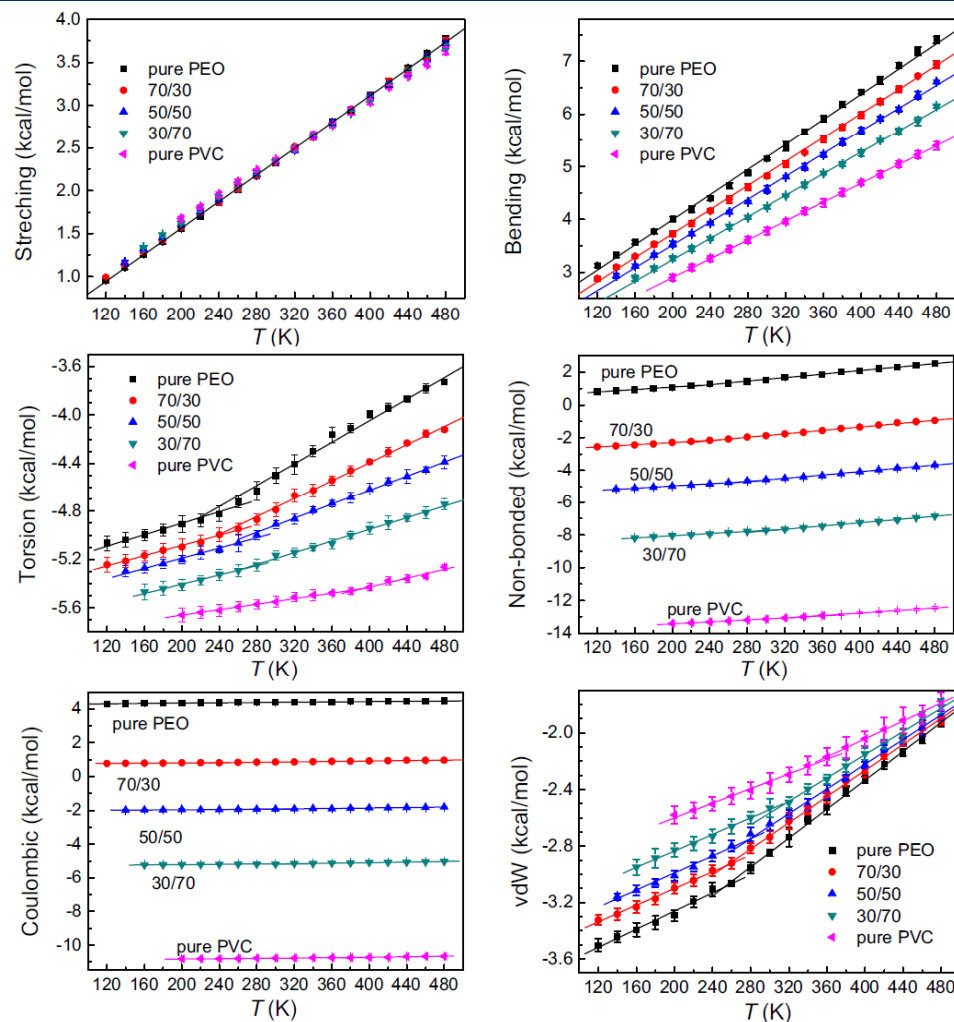 4.0
3.5
3.0
2.5
2.0
1.5
1.0
Streching (kcal/mol)
pure PEO
70/30
50/50
30/70
pure PVC
120 160 200 240 280 320 360 400 440 480
T (K)
7
6
5
4
3
Bending (kcal/mol)
pure PEO
70/30
50/50
30/70
pure PVC
120 160 200 240 280 320 360 400 440 480
T (K)
-3.6
-4.0
-4.4
-4.8
-5.2
-5.6
Torsion (kcal/mol)
pure PEO
70/30
50/50
30/70
pure PVC
120 160 200 240 280 320 360 400 440 480
T (K)
2
0
-2
-4
-6
-8
-10
-12
-14
Non-bonded (kcal/mol)
pure PEO
70/30
50/50
30/70
pure PVC
120 160 200 240 280 320 360 400 440 480
T (K)
4
2
0
-2
-4
-6
-8
-10
Coulombic (kcal/mol)
pure PEO
70/30
50/50
30/70
pure PVC
120 160 200 240 280 320 360 400 440 480
T (K)
-2.0
-2.4
-2.8
-3.2
-3.6
vdW (kcal/mol)
pure PEO
70/30
50/50
30/70
pure PVC
120 160 200 240 280 320 360 400 440 480
T (K)